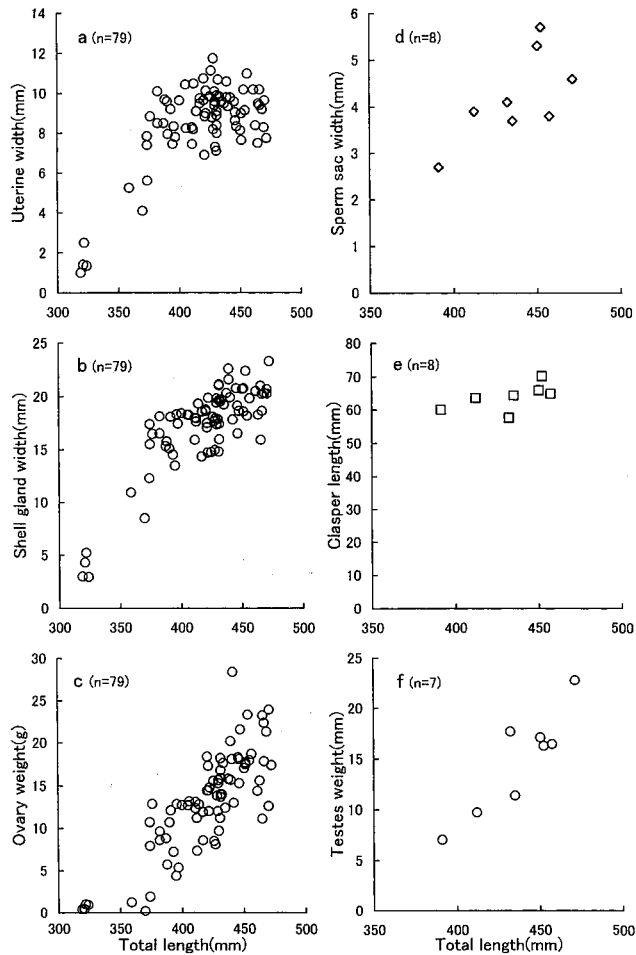 a (n=79)
Uterine width(mm)
14
12
10
8
6
4
2
0
300 350 400 450 500
d (n=8)
Sperm sac width(mm)
6
5
4
3
2
1
0
350 400 450 500
b (n=79)
Shell gland width(mm)
25
20
15
10
5
0
300 350 400 450 500
e (n=8)
Clasper length(mm)
80
70
60
50
40
30
20
10
0
350 400 450 500
c (n=79)
Ovary weight(g)
30
25
20
15
10
5
0
300 350 400 450 500
Total length(mm)
f (n=7)
Testes weight(mm)
25
20
15
10
5
0
350 400 450 500
Total length(mm)